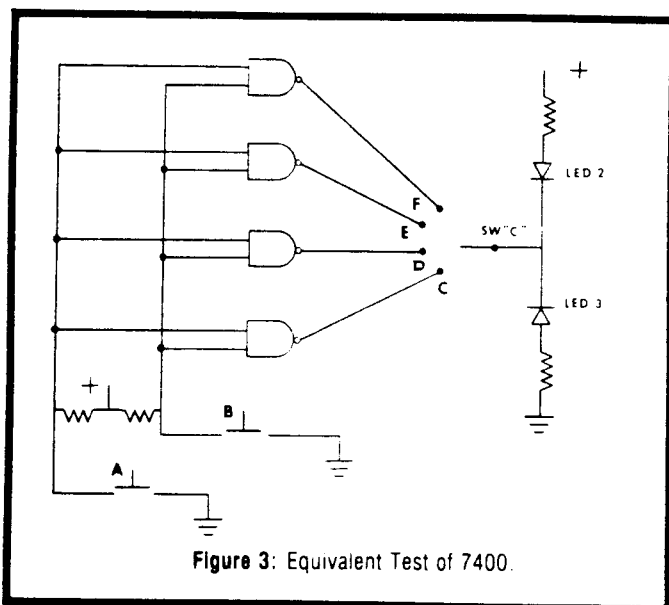 +
LED 2
F
E
SW"C"
D
C
LED 3
+
B
A
Figure 3: Equivalent Test of 7400.